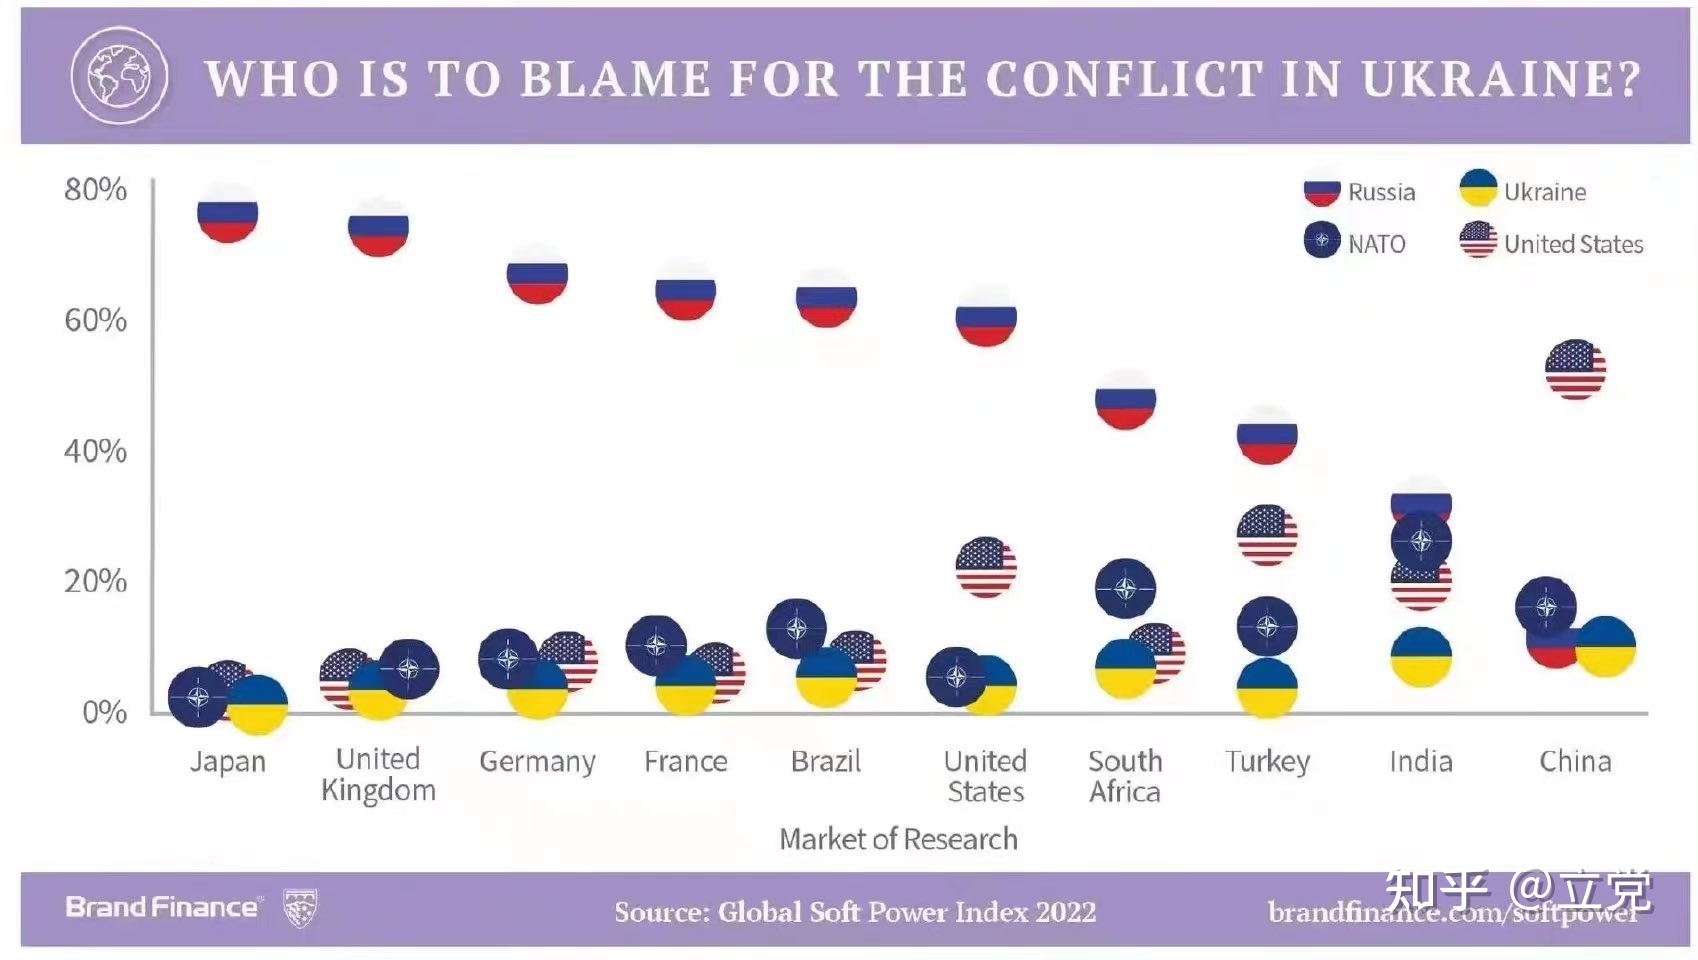 WHO IS TO BLAME FOR THE CONFLICT IN UKRAINE?
80%
60%
40%
20%
0%
Russia
Ukraine
NATO
United States
Japan
United
Kingdom
Germany
France
Brazil
United
States
South
Africa
Turkey
India
China
Market of Research
Brand Finance®
Source: Global Soft Power Index 2022
brandfinance.com/softpower
知乎 @立党